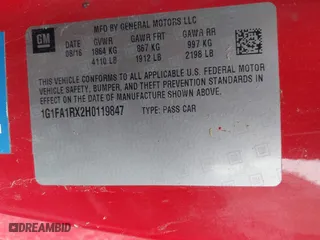 GM
MFD BY GENERAL MOTORS LLC
DATE GVWR GAWR FRT GAWR RR
08/16 1864 KG 867 KG 997 KG
4110 LB 1912 LB 2198 LB
THIS VEHICLE CONFORMS TO ALL APPLICABLE U.S. FEDERAL MOTOR
VEHICLE SAFETY, BUMPER, AND THEFT PREVENTION STANDARDS IN
EFFECT ON THE DATE OF MANUFACTURE SHOWN ABOVE.
1G1FA1RX2H0119847 TYPE: PASS CAR